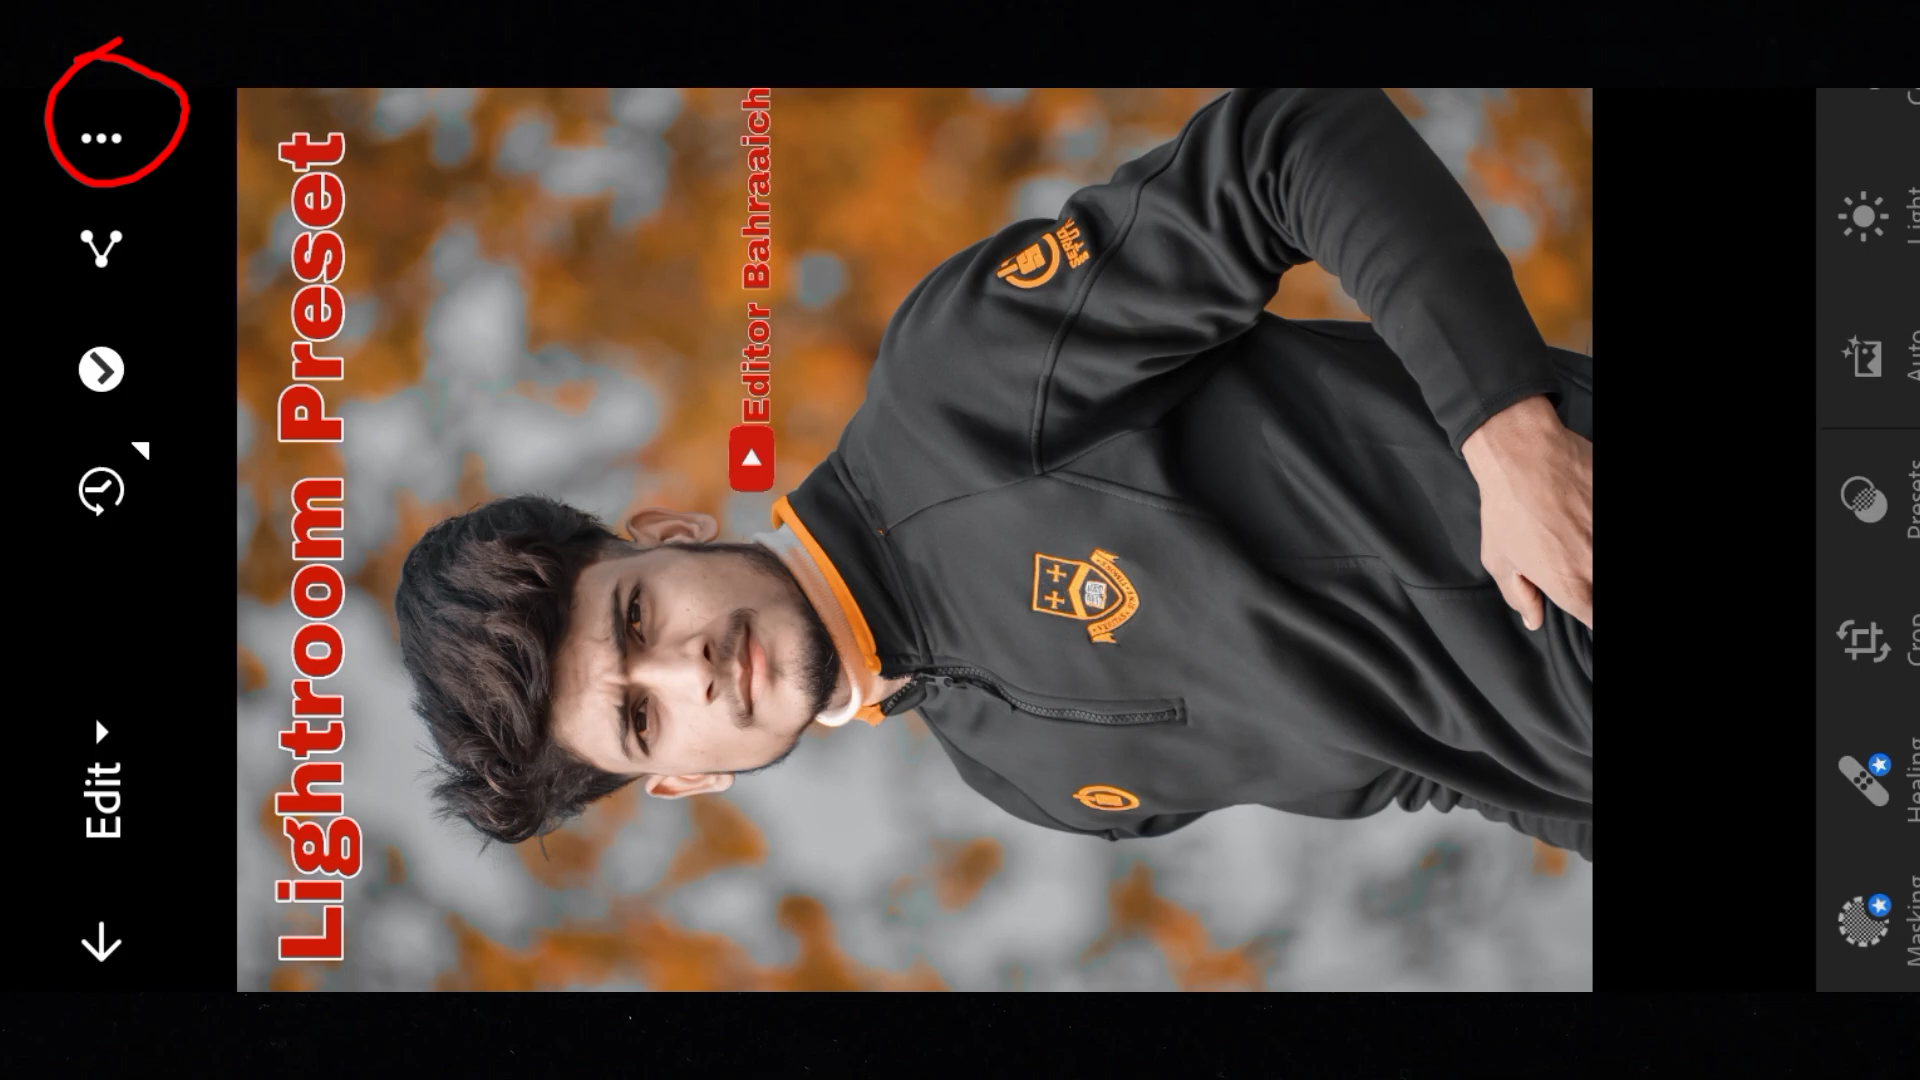 Edit
Lightroom Preset
Editor Bahraaich
Masking
Healing
Crop
Presets
Auto
Light